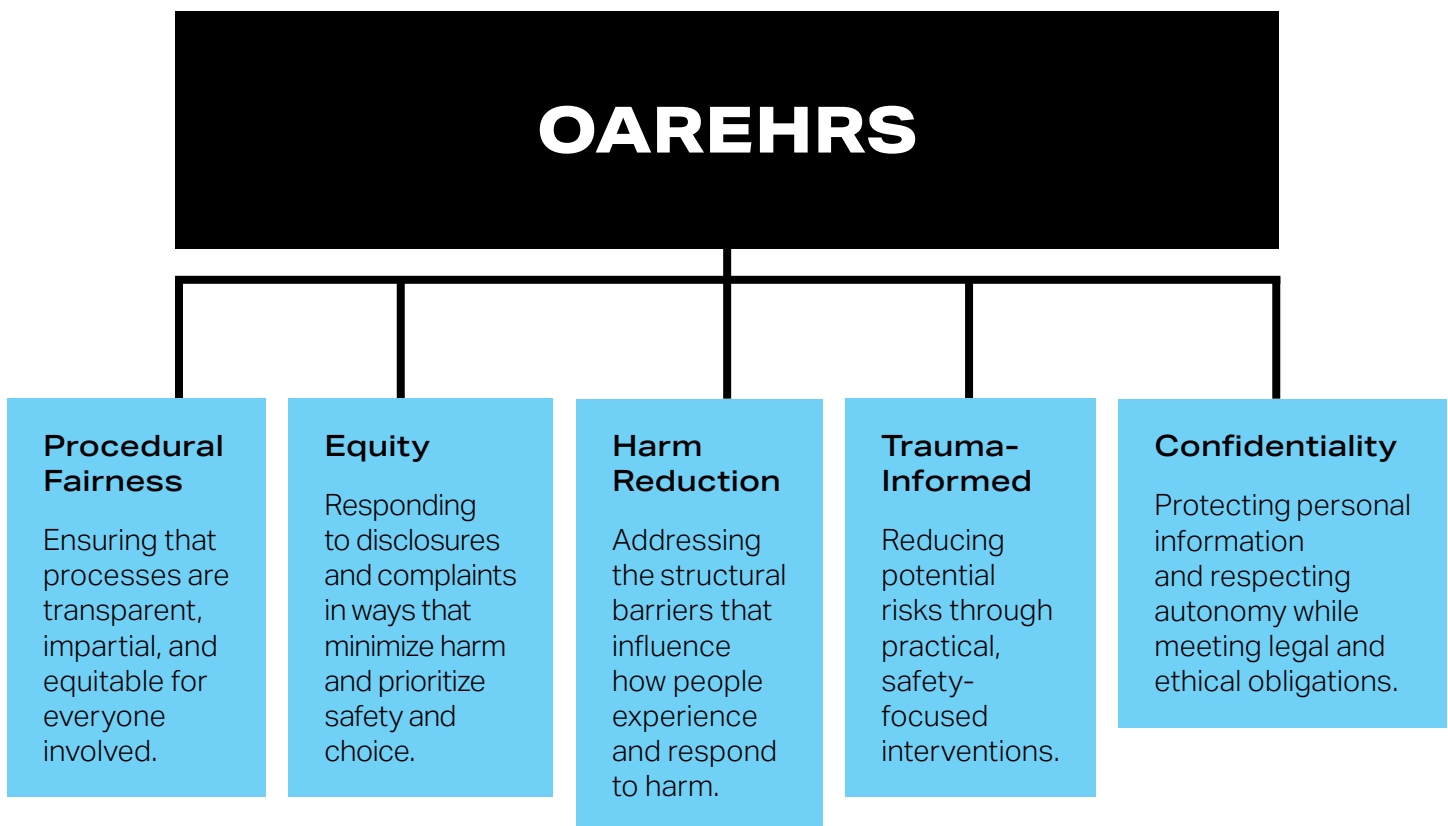 OAREHRS
Procedural
Fairness
Ensuring that
processes are
transparent,
impartial, and
equitable for
everyone
involved.
Equity
Responding
to disclosures
and complaints
in ways that
minimize harm
and prioritize
safety and
choice.
Harm
Reduction
Addressing
the structural
barriers that
influence
how people
experience
and respond
to harm.
Trauma-
Informed
Reducing
potential
risks through
practical,
safety-
focused
interventions.
Confidentiality
Protecting personal
information
and respecting
autonomy while
meeting legal and
ethical obligations.